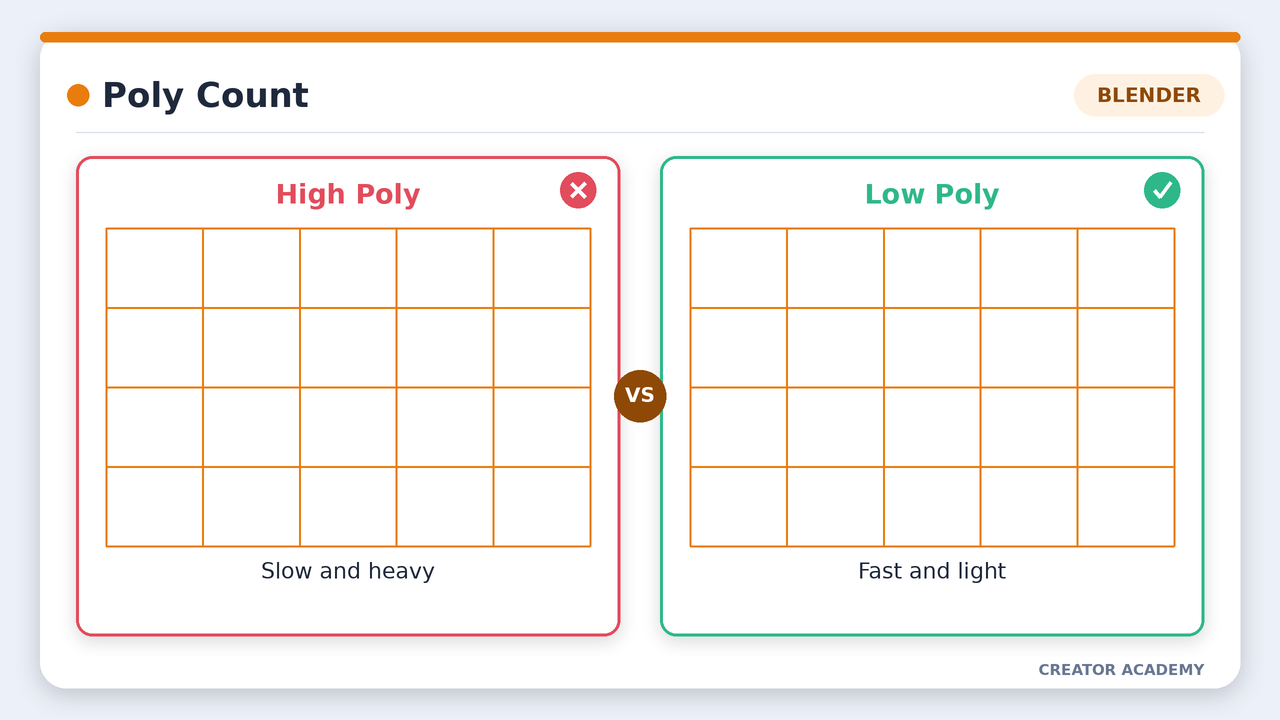 Poly Count
BLENDER
High Poly
Low Poly
VS
Slow and heavy
Fast and light
CREATOR ACADEMY